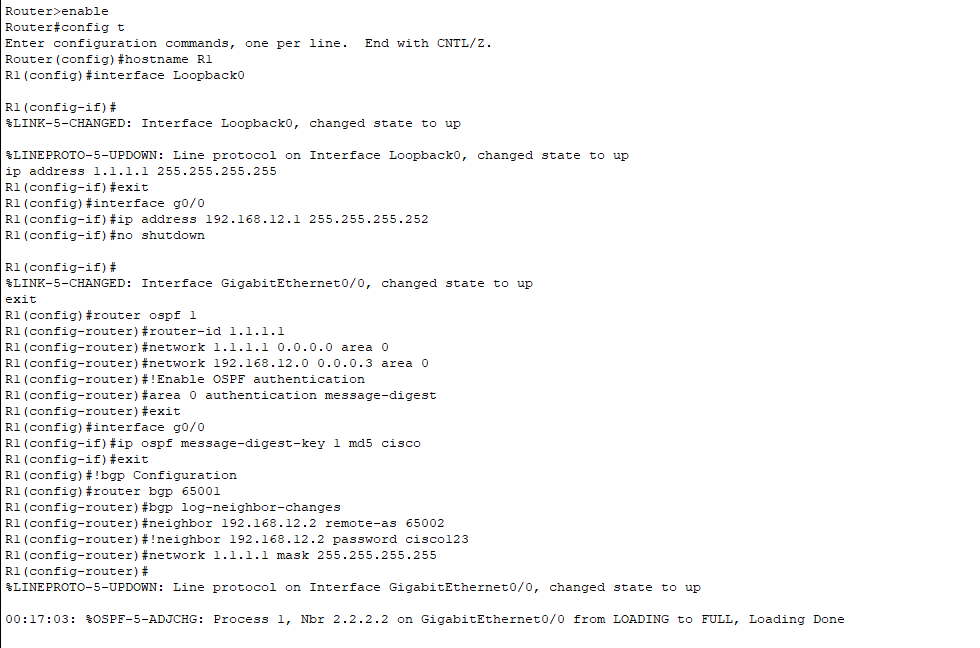 Router>enable
Router#config t
Enter configuration commands, one per line.  End with CNTL/Z.
Router(config)#hostname R1
R1(config)#interface Loopback0
R1(config-if)#
%LINK-5-CHANGED: Interface Loopback0, changed state to up
%LINEPROTO-5-UPDOWN: Line protocol on Interface Loopback0, changed state to up
ip address 1.1.1.1 255.255.255.255
R1(config-if)#exit
R1(config)#interface g0/0
R1(config-if)#ip address 192.168.12.1 255.255.255.252
R1(config-if)#no shutdown
R1(config-if)#
%LINK-5-CHANGED: Interface GigabitEthernet0/0, changed state to up
exit
R1(config)#router ospf 1
R1(config-router)#router-id 1.1.1.1
R1(config-router)#network 1.1.1.1 0.0.0.0 area 0
R1(config-router)#network 192.168.12.0 0.0.0.3 area 0
R1(config-router)#!Enable OSPF authentication
R1(config-router)#area 0 authentication message-digest
R1(config-router)#exit
R1(config)#interface g0/0
R1(config-if)#ip ospf message-digest-key 1 md5 cisco
R1(config-if)#exit
R1(config)#!bgp Configuration
R1(config)#router bgp 65001
R1(config-router)#bgp log-neighbor-changes
R1(config-router)#neighbor 192.168.12.2 remote-as 65002
R1(config-router)#!neighbor 192.168.12.2 password cisco123
R1(config-router)#network 1.1.1.1 mask 255.255.255.255
R1(config-router)#
%LINEPROTO-5-UPDOWN: Line protocol on Interface GigabitEthernet0/0, changed state to up
00:17:03: %OSPF-5-ADJCHG: Process 1, Nbr 2.2.2.2 on GigabitEthernet0/0 from LOADING to FULL, Loading Done